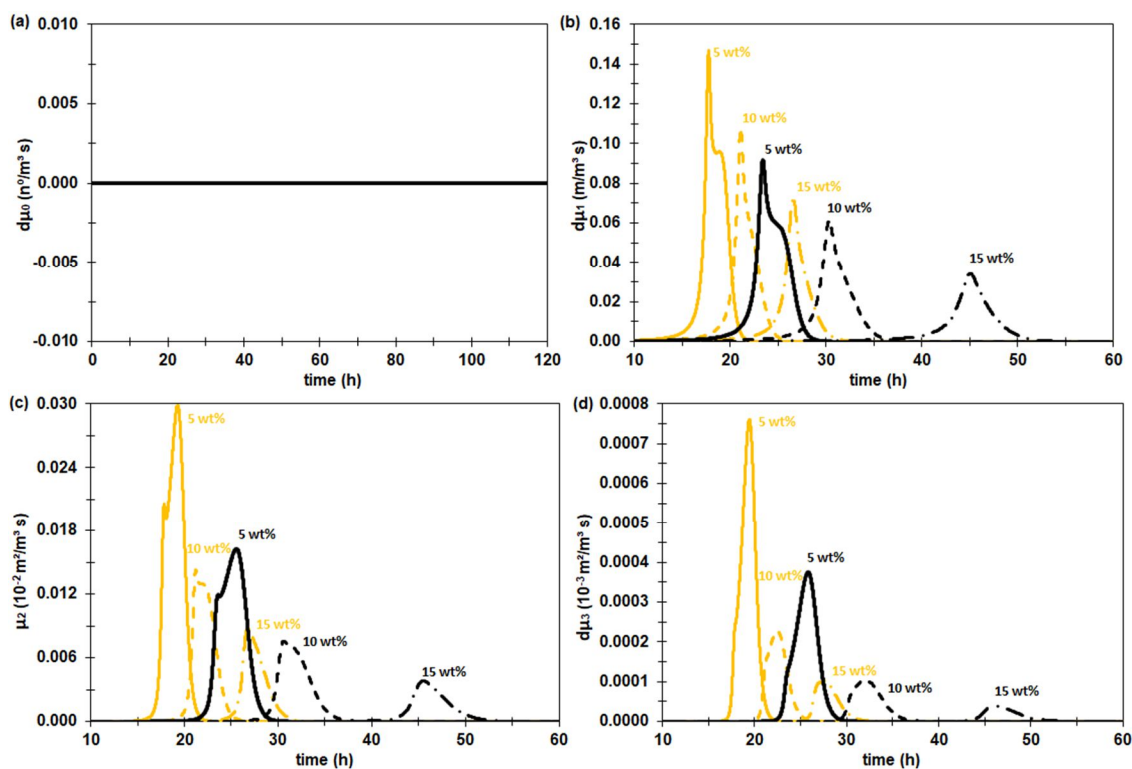 (a)
0.010
0.005
0.000
-0.005
-0.010
dμ₀ (nº/m³ s)
0 20 40 60 80 100 120
time (h)
(b)
0.16
0.14
0.12
0.10
0.08
0.06
0.04
0.02
0.00
dμ₁ (m/m³ s)
5 wt%
10 wt%
5 wt%
15 wt%
10 wt%
15 wt%
10 20 30 40 50 60
time (h)
(c)
0.030
0.024
0.018
0.012
0.006
0.000
μ₂ (10⁻² m²/m³ s)
5 wt%
10 wt%
5 wt%
15 wt%
10 wt%
15 wt%
10 20 30 40 50 60
time (h)
(d)
0.0008
0.0007
0.0006
0.0005
0.0004
0.0003
0.0002
0.0001
0.0000
dμ₃ (10⁻³ m²/m³ s)
5 wt%
10 wt%
5 wt%
15 wt%
10 wt%
15 wt%
10 20 30 40 50 60
time (h)